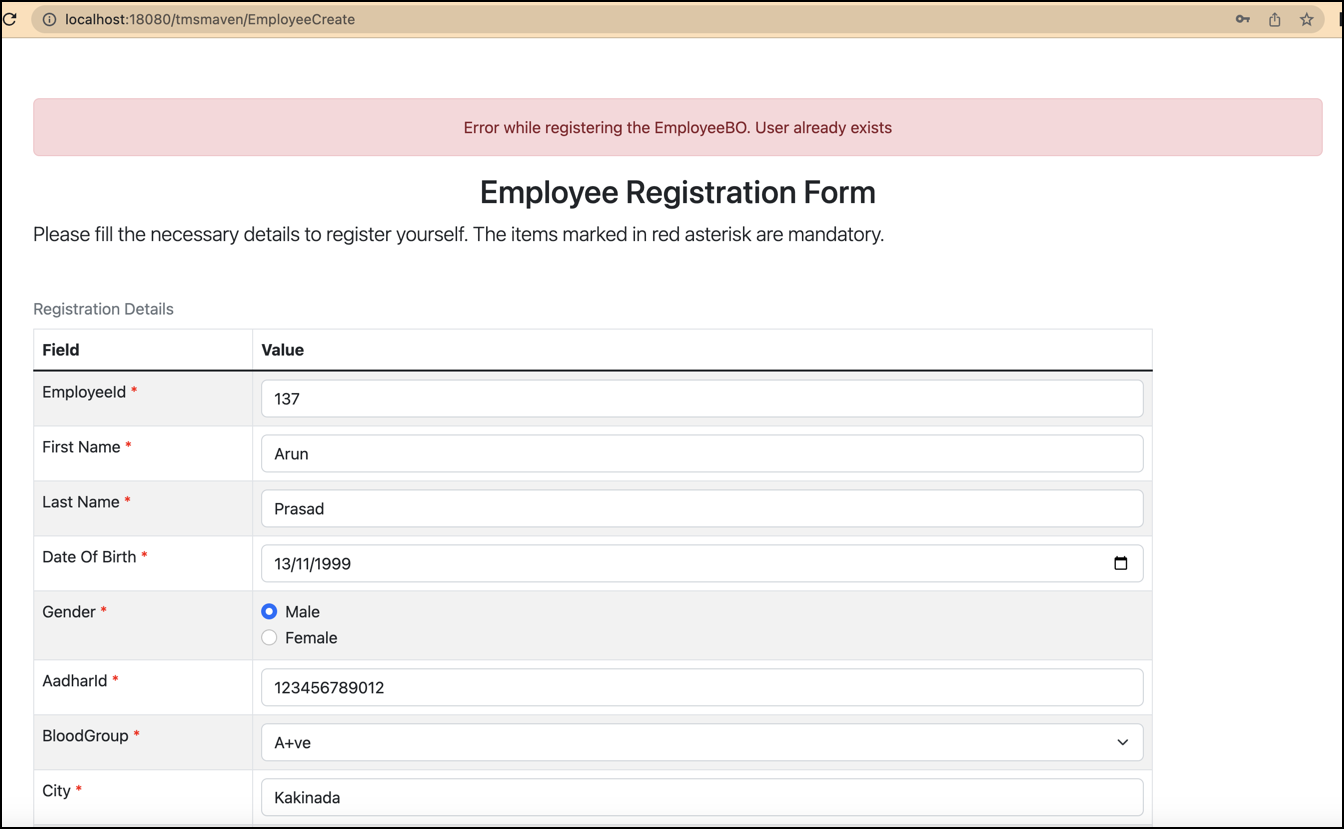 localhost:18080/tmsmaven/EmployeeCreate
Error while registering the EmployeeBO. User already exists
Employee Registration Form
Please fill the necessary details to register yourself. The items marked in red asterisk are mandatory.
Registration Details
Field Value
EmployeeId * 137
First Name * Arun
Last Name * Prasad
Date Of Birth * 13/11/1999
Gender * Male
Female
AadharId * 123456789012
BloodGroup * A+ve
City * Kakinada